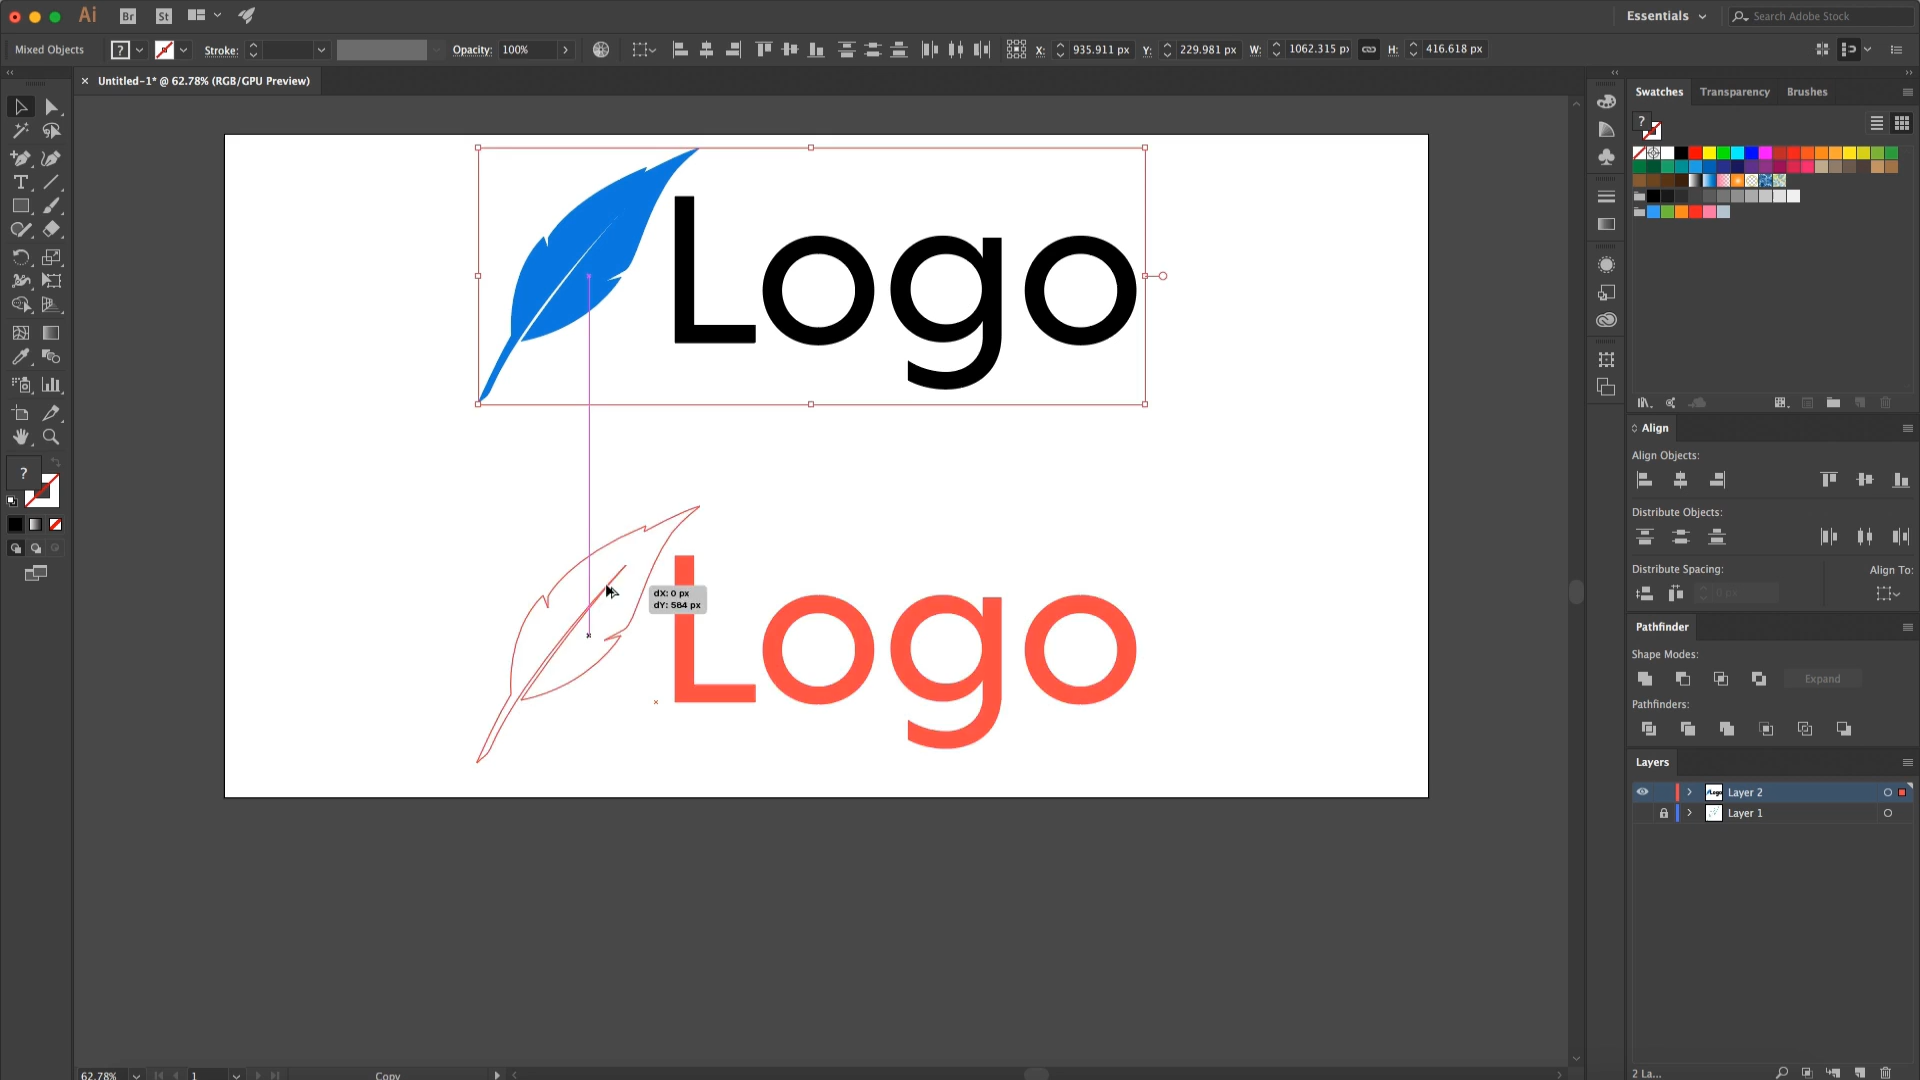 Ai Br St Essentials Search Adobe Stock
Mixed Objects ? Stroke: Opacity: 100% X: 935.911 px Y: 229.981 px W: 1062.315 px H: 416.618 px
Untitled-1* @ 62.78% (RGB/GPU Preview)
Swatches Transparency Brushes
?
Logo
Align
Align Objects:
?
Distribute Objects:
Distribute Spacing: Align To:
0 px
dX: 0 px
dY: 564 px
Logo
Pathfinder
Shape Modes:
Expand
Pathfinders:
Layers
Layer 2
Layer 1
62.78% 1 Copy 2 La...